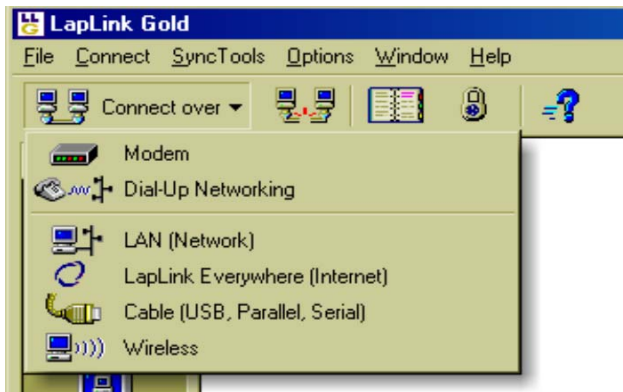 LapLink Gold
File Connect SyncTools Options Window Help
Connect over
Modem
Dial-Up Networking
LAN (Network)
LapLink Everywhere (Internet)
Cable (USB, Parallel, Serial)
Wireless